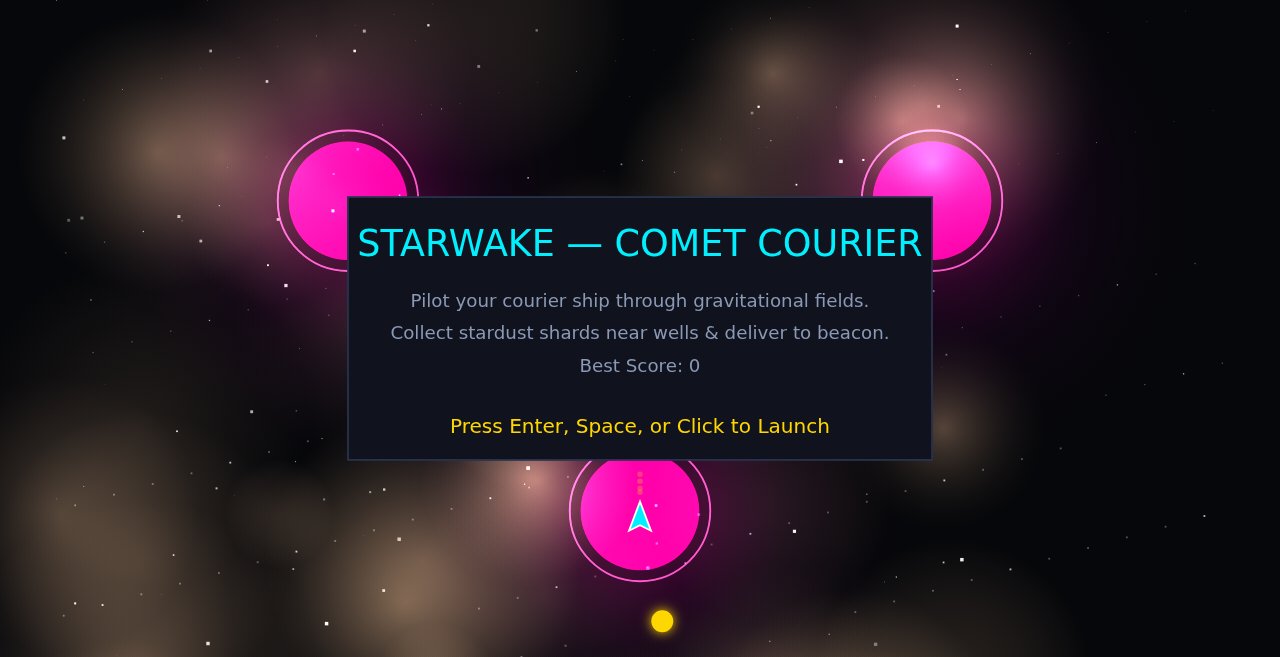 STARWAKE — COMET COURIER
Pilot your courier ship through gravitational fields.
Collect stardust shards near wells & deliver to beacon.
Best Score: 0
Press Enter, Space, or Click to Launch